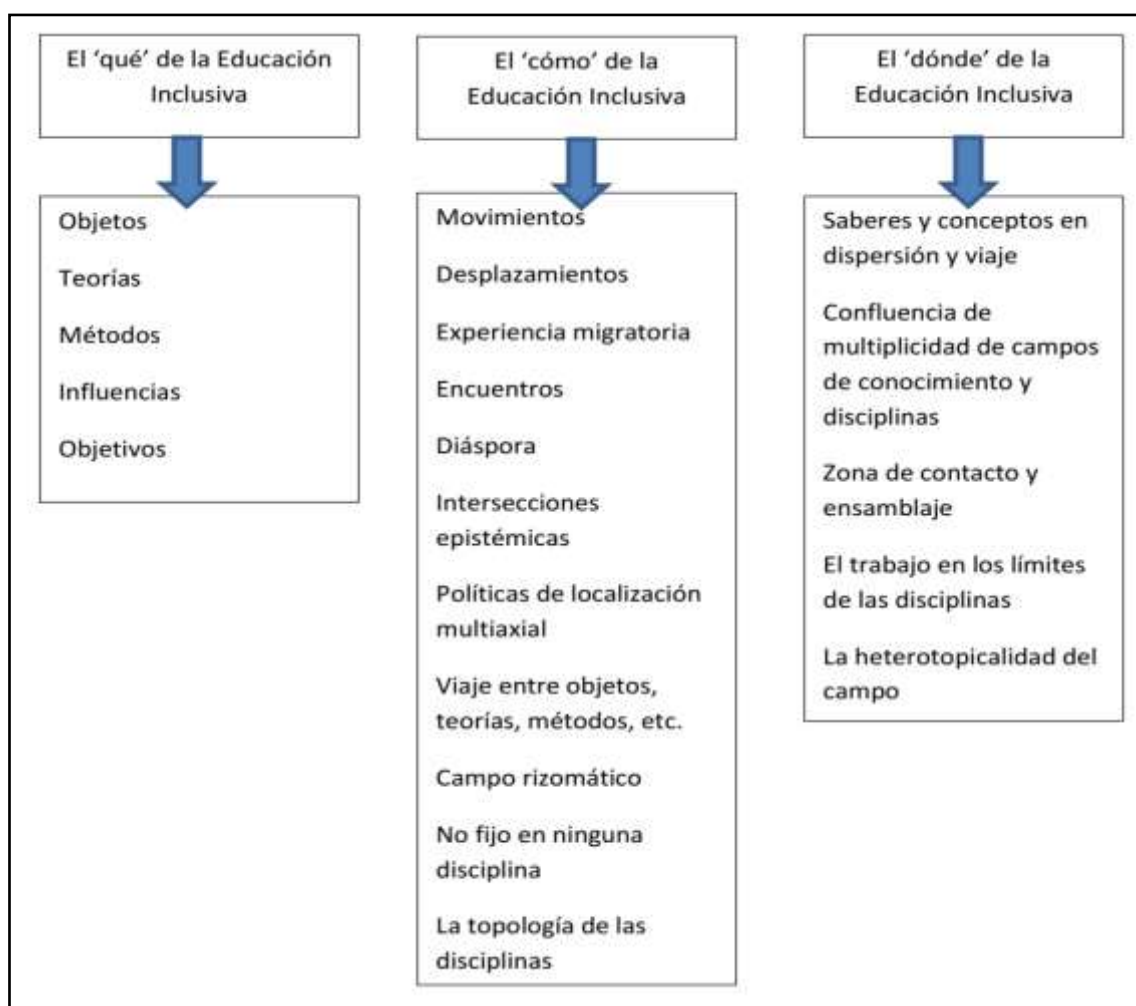 El ‘qué’ de la Educación
Inclusiva
Objetos
Teorías
Métodos
Influencias
Objetivos
El ‘cómo’ de la
Educación Inclusiva
Movimientos
Desplazamientos
Experiencia migratoria
Encuentros
Diáspora
Intersecciones
epistémicas
Políticas de localización
multiaxial
Viaje entre objetos,
teorías, métodos, etc.
Campo rizomático
No fijo en ninguna
disciplina
La topología de las
disciplinas
El ‘dónde’ de la
Educación Inclusiva
Saberes y conceptos en
dispersión y viaje
Confluencia de
multiplicidad de campos
de conocimiento y
disciplinas
Zona de contacto y
ensamblaje
El trabajo en los límites
de las disciplinas
La heterotopicalidad del
campo